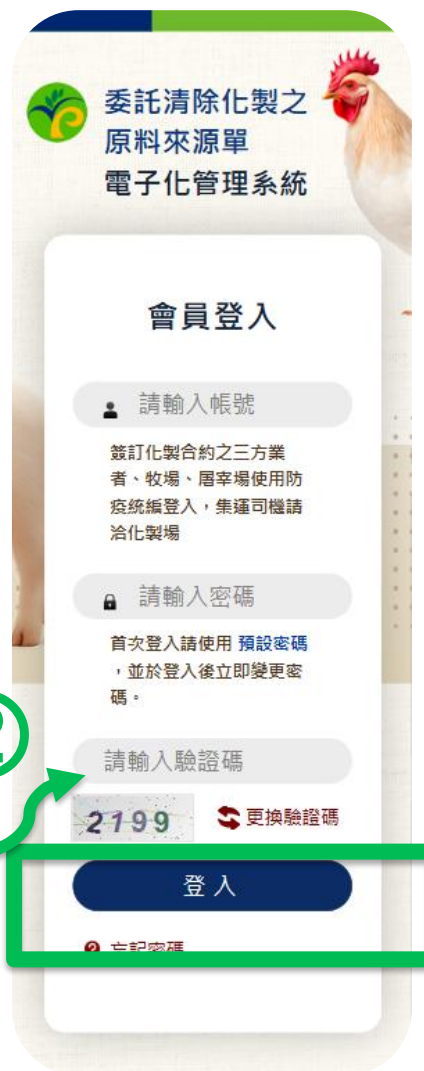 委託清除化製之
原料來源單
電子化管理系統
會員登入
請輸入帳號
簽訂化製合約之三方業
者、牧場、屠宰場使用防
疫統編登入，集運司機請
洽化製場
請輸入密碼
首次登入請使用 預設密碼
，並於登入後立即變更密
碼。
2
請輸入驗證碼
2199 更換驗證碼
登入
忘記密碼